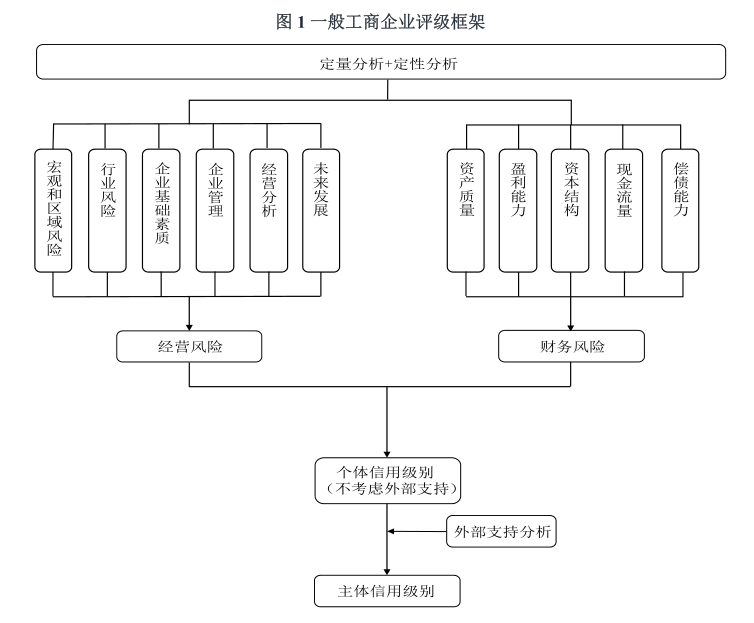 图 1 一般工商企业评级框架
定量分析+定性分析
宏观和区域风险
行业风险
企业基础素质
企业管理
经营分析
未来发展
资产质量
盈利能力
资本结构
现金流量
偿债能力
经营风险
财务风险
个体信用级别
（不考虑外部支持）
外部支持分析
主体信用级别